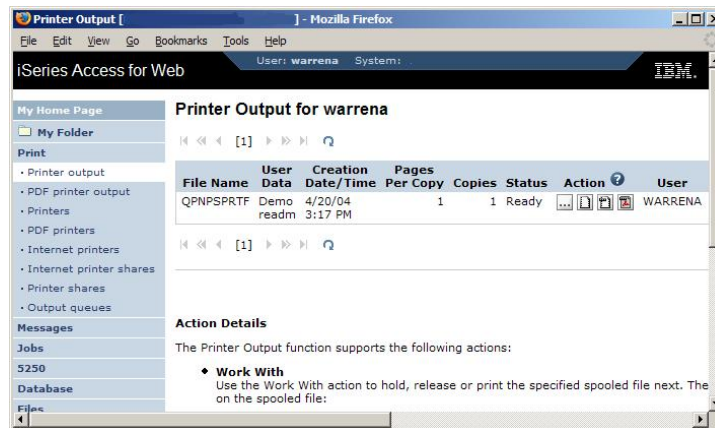 Printer Output [ ] - Mozilla Firefox
File Edit View Go Bookmarks Tools Help
iSeries Access for Web
User: warrena System:
IBM.
My Home Page
My Folder
Print
• Printer output
• PDF printer output
• Printers
• PDF printers
• Internet printers
• Internet printer shares
• Printer shares
• Output queues
Messages
Jobs
5250
Database
Files
Printer Output for warrena
[1]
File Name User Data Creation Date/Time Pages Per Copy Copies Status Action ? User
QPNPSPRTF Demo readm 4/20/04 3:17 PM 1 1 Ready ... WARRENA
[1]
Action Details
The Printer Output function supports the following actions:
• Work With
Use the Work With action to hold, release or print the specified spooled file next. The
on the spooled file: